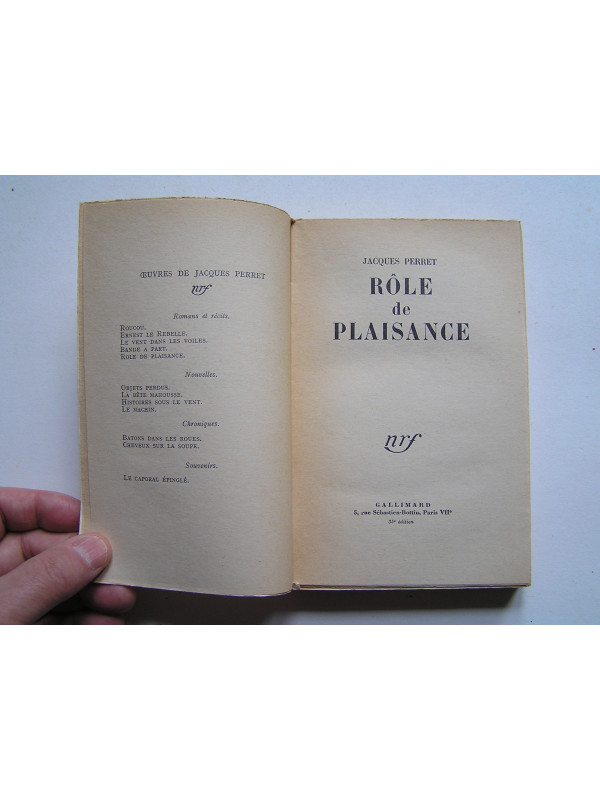 ŒUVRES DE JACQUES PERRET
nrf
Romans et récits.
ROUCOU.
ERNEST LE REBELLE.
LE VENT DANS LES VOILES.
BANDE A PART.
ROLE DE PLAISANCE.
Nouvelles.
OBJETS PERDUS.
LA BÊTE MAHOUSSE.
HISTOIRES SOUS LE VENT.
LE MACHIN.
Chroniques.
BATONS DANS LES ROUES.
CHEVEUX SUR LA SOUPE.
Souvenirs.
LE CAPORAL ÉPINGLÉ.
JACQUES PERRET
RÔLE
de
PLAISANCE
nrf
GALLIMARD
5, rue Sébastien-Bottin, Paris VIIe
25e édition